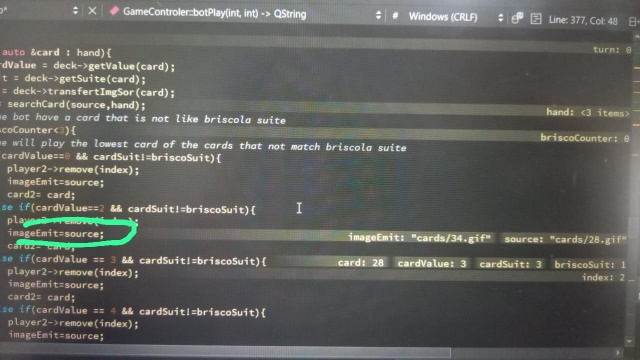 GameControler::botPlay(int, int) -> QString # Windows (CRLF) Line: 377, Col: 48
auto &card : hand){ turn: 0
rdValue = deck->getValue(card);
t = deck->getSuite(card);
= deck->transfertImgSor(card);
= searchCard(source,hand); hand: <3 items>
e bot have a card that is not like briscola suite
scoCounter<3){ briscoCounter: 0
e will play the lowest card of the cards that not match briscola suite
(cardValue==0 && cardSuit!=briscoSuit){
player2->remove(index);
imageEmit=source;
card2= card;
se if(cardValue==2 && cardSuit!=briscoSuit){
player2->remove(index);
imageEmit=source; imageEmit: "cards/34.gif" source: "cards/28.gif"
card2= card;
se if(cardValue == 3 && cardSuit!=briscoSuit){ card: 28 cardValue: 3 cardSuit: 3 briscoSuit: 1
player2->remove(index); index: 2
imageEmit=source;
card2= card;
lse if(cardValue == 4 && cardSuit!=briscoSuit){
player2->remove(index);
imageEmit=source;